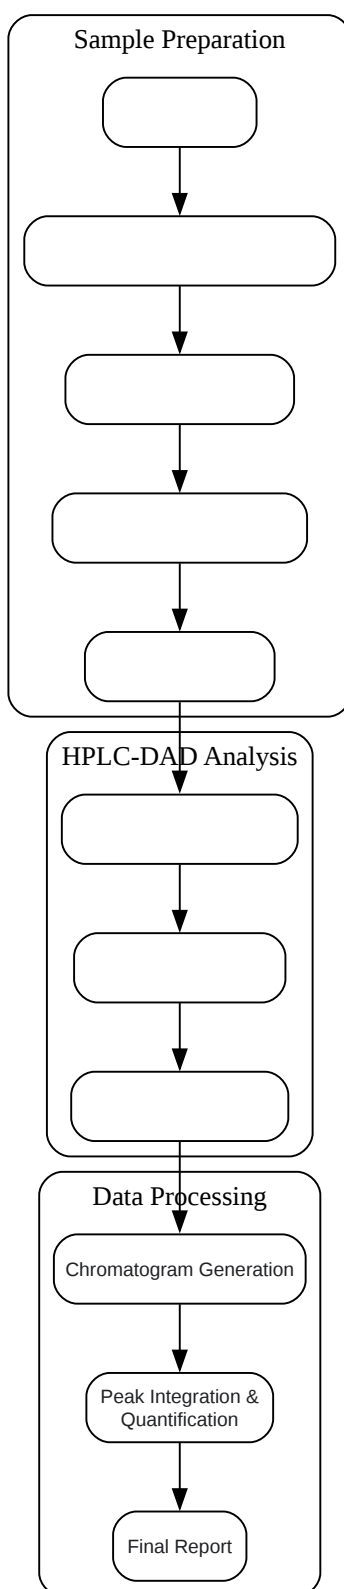 Sample Preparation
HPLC-DAD Analysis
Data Processing
Chromatogram Generation
Peak Integration &
Quantification
Final Report